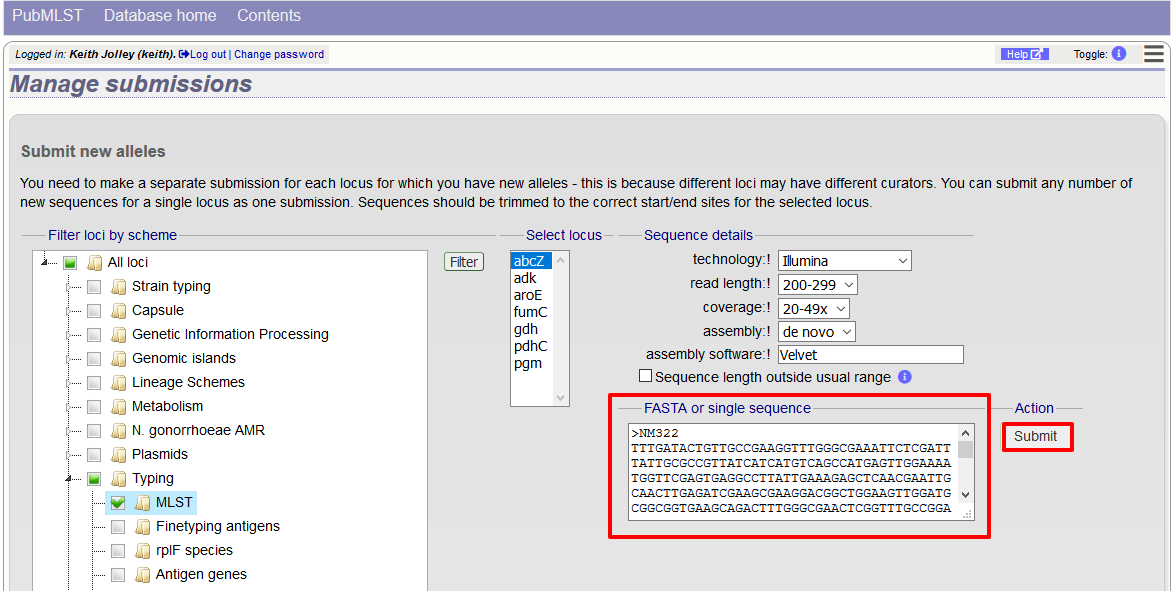 PubMLST Database home Contents
Logged in: Keith Jolley (keith). Log out | Change password
Help Toggle: i
Manage submissions
Submit new alleles
You need to make a separate submission for each locus for which you have new alleles - this is because different loci may have different curators. You can submit any number of
new sequences for a single locus as one submission. Sequences should be trimmed to the correct start/end sites for the selected locus.
Filter loci by scheme
All loci
Strain typing
Capsule
Genetic Information Processing
Genomic islands
Lineage Schemes
Metabolism
N. gonorrhoeae AMR
Plasmids
Typing
MLST
Finetyping antigens
rplF species
Antigen genes
Filter
Select locus
abcZ
adk
aroE
fumC
gdh
pdhC
pgm
Sequence details
technology:! Illumina
read length:! 200-299
coverage:! 20-49x
assembly:! de novo
assembly software:! Velvet
Sequence length outside usual range i
FASTA or single sequence
>NM322
TTTGATACTGTTGCCGAAGGTTTGGGCGAAATTCTCGATT
TATTGCGCCGTTATCATCATGTCAGCCATGAGTTGGAAAA
TGGTTCGAGTGAGGCCTTATTGAAAGAGCTCAACGAATTG
CAACTTGAGATCGAAGCGAAGGACGGCTGGAAGTTGGATG
CGGCGGTGAAGCAGACTTTGGGCGAACTCGGTTTGCCGGA
Action
Submit